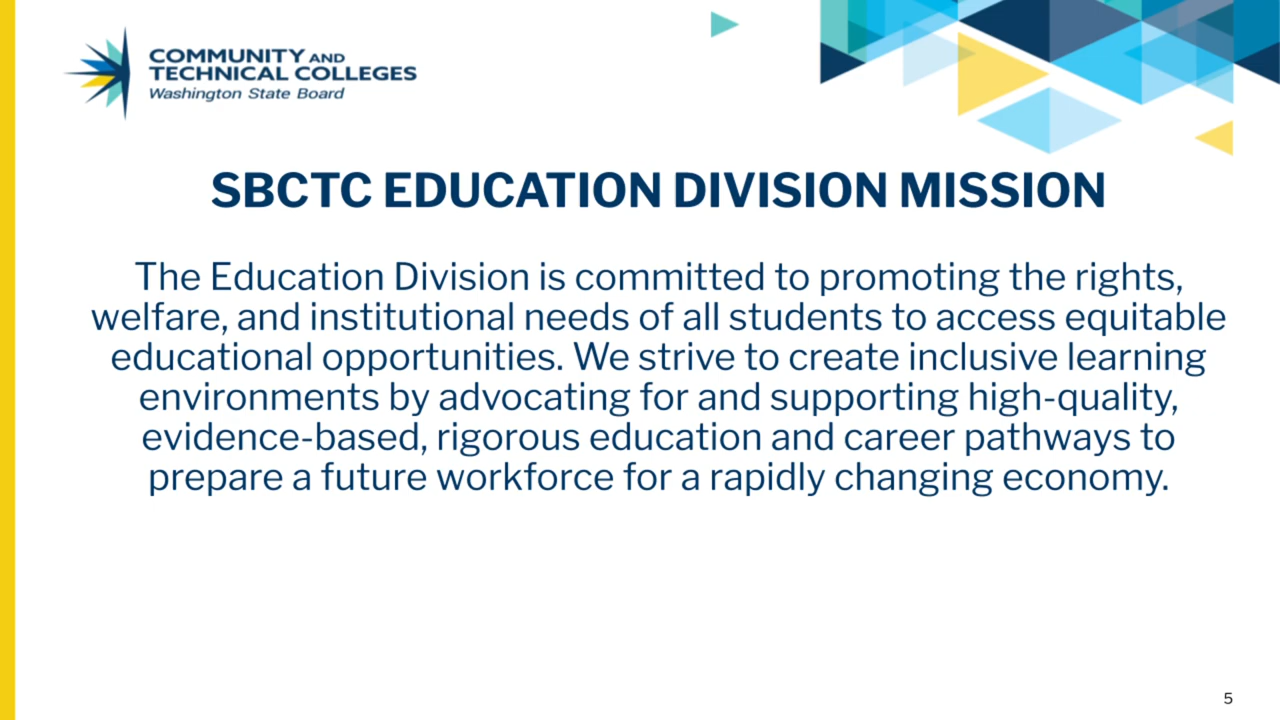 COMMUNITY AND
TECHNICAL COLLEGES
Washington State Board
SBCTC EDUCATION DIVISION MISSION
The Education Division is committed to promoting the rights,
welfare, and institutional needs of all students to access equitable
educational opportunities. We strive to create inclusive learning
environments by advocating for and supporting high-quality,
evidence-based, rigorous education and career pathways to
prepare a future workforce for a rapidly changing economy.
5